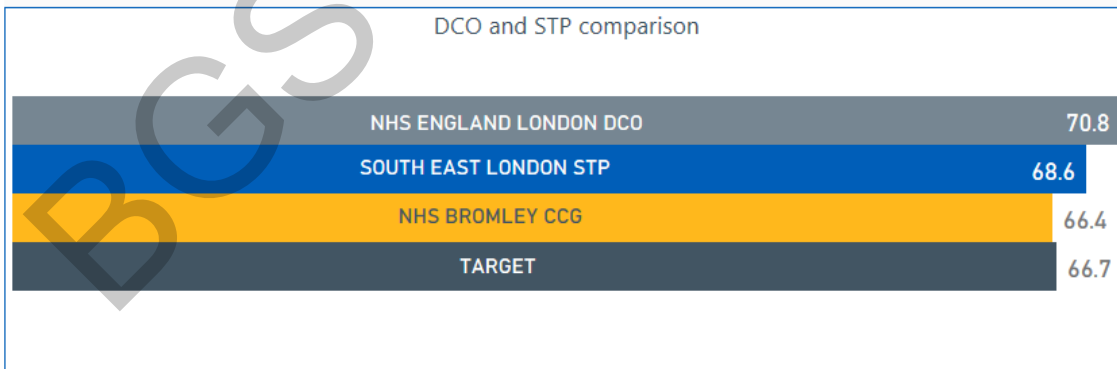 DCO and STP comparison
NHS ENGLAND LONDON DCO 70.8
SOUTH EAST LONDON STP 68.6
NHS BROMLEY CCG 66.4
TARGET 66.7
BGS